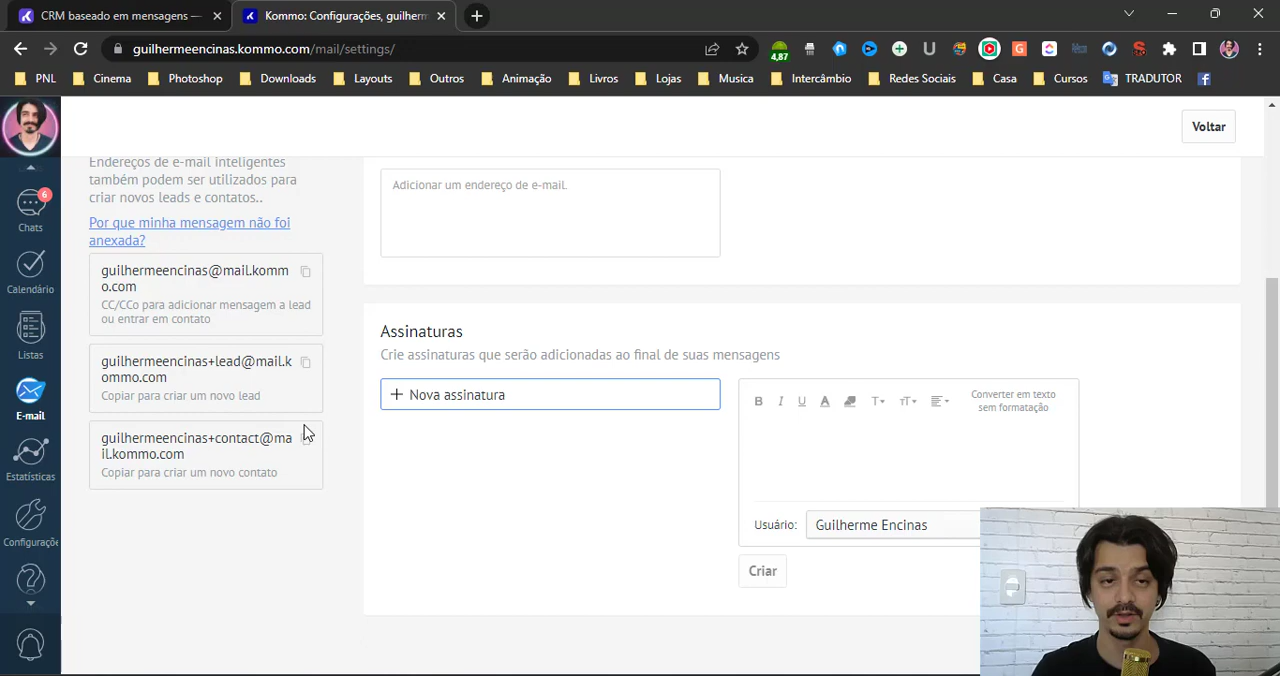 CRM baseado em mensagens —
Kommo: Configurações, guilherm
guilhermeencinas.kommo.com/mail/settings/
4,87
PNL
Cinema
Photoshop
Downloads
Layouts
Outros
Animação
Livros
Lojas
Musica
Intercâmbio
Redes Sociais
Casa
Cursos
TRADUTOR
Voltar
Endereços de e-mail inteligentes
também podem ser utilizados para
criar novos leads e contatos..
Por que minha mensagem não foi
anexada?
guilhermeencinas@mail.komm
o.com
CC/CCo para adicionar mensagem a lead
ou entrar em contato
guilhermeencinas+lead@mail.k
ommo.com
Copiar para criar um novo lead
guilhermeencinas+contact@ma
il.kommo.com
Copiar para criar um novo contato
6
Chats
Calendário
Listas
E-mail
Estatísticas
Configuraçõe
Adicionar um endereço de e-mail.
Assinaturas
Crie assinaturas que serão adicionadas ao final de suas mensagens
+ Nova assinatura
B I U A T тT
Converter em texto
sem formatação
Usuário:
Guilherme Encinas
Criar